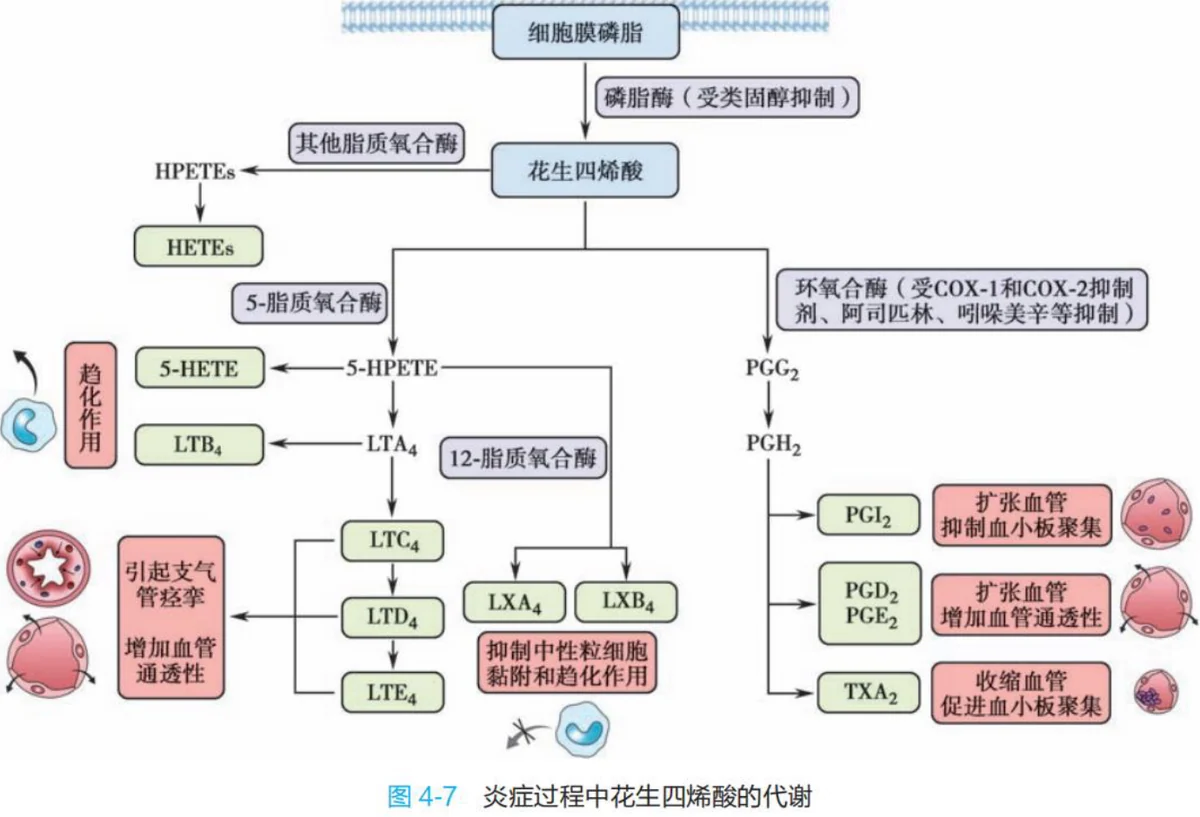 细胞膜磷脂
磷脂酶（受类固醇抑制）
其他脂质氧合酶
花生四烯酸
HPETEs
HETEs
5-脂质氧合酶
环氧合酶（受COX-1和COX-2抑制
剂、阿司匹林、吲哚美辛等抑制）
趋化作用
5-HETE
5-HPETE
PGG₂
LTB₄
LTA₄
12-脂质氧合酶
PGH₂
PGI₂
扩张血管
抑制血小板聚集
引起支气
管痉挛
增加血管
通透性
LTC₄
LTD₄
LTE₄
LXA₄
LXB₄
抑制中性粒细胞
黏附和趋化作用
PGD₂
PGE₂
扩张血管
增加血管通透性
TXA₂
收缩血管
促进血小板聚集
图 4-7 炎症过程中花生四烯酸的代谢